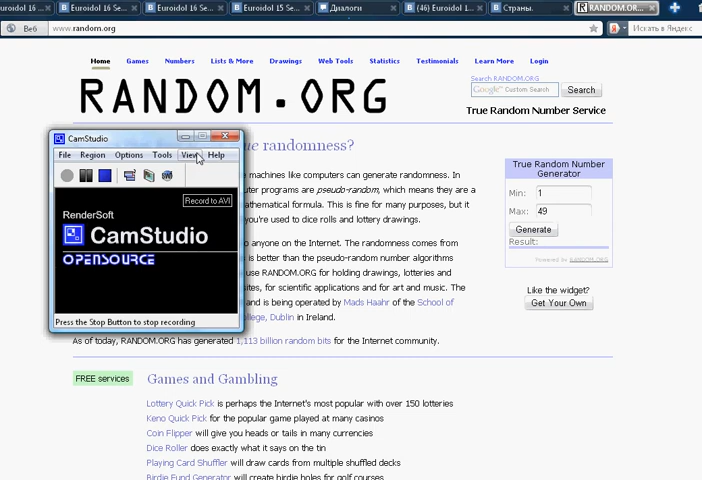 Euroidol 16 ...
16 Se...
16 Se...
Euroidol 15 ...
Диалоги
(46) Euroidol 1...
Страны.
RANDOM.OR...
Веб
www.random.org
Искать в Яндекс
Home Games Numbers Lists & More Drawings Web Tools Statistics Testimonials Learn More Login
RANDOM.ORG
Search RANDOM.ORG
Google™ Custom Search
Search
True Random Number Service
CamStudio
File Region Options Tools View Help
Record to AVI
RenderSoft
CamStudio
OPENSOURCE
Press the Stop Button to stop recording
ue randomness?
machines like computers can generate randomness. In
uter programs are pseudo-random, which means they are a
athematical formula. This is fine for many purposes, but it
you're used to dice rolls and lottery drawings.
o anyone on the Internet. The randomness comes from
is better than the pseudo-random number algorithms
use RANDOM.ORG for holding drawings, lotteries and
sites, for scientific applications and for art and music. The
and is being operated by Mads Haahr of the School of
llege, Dublin in Ireland.
As of today, RANDOM.ORG has generated 1,113 billion random bits for the Internet community.
True Random Number
Generator
Min: 1
Max: 49
Generate
Result:
Powered by RANDOM.ORG
Like the widget?
Get Your Own
FREE services
Games and Gambling
Lottery Quick Pick is perhaps the Internet's most popular with over 150 lotteries
Keno Quick Pick for the popular game played at many casinos
Coin Flipper will give you heads or tails in many currencies
Dice Roller does exactly what it says on the tin
Playing Card Shuffler will draw cards from multiple shuffled decks
Birdie Fund Generator will create birdie holes for golf courses